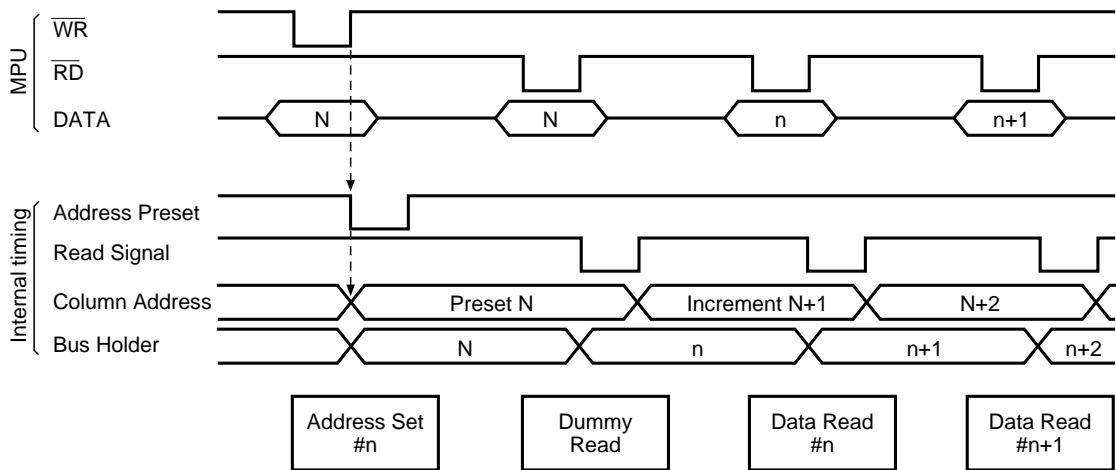 MPU
WR
RD
DATA
N
N
n
n+1
Internal timing
Address Preset
Read Signal
Column Address
Preset N
Increment N+1
N+2
Bus Holder
N
n
n+1
n+2
Address Set
#n
Dummy
Read
Data Read
#n
Data Read
#n+1